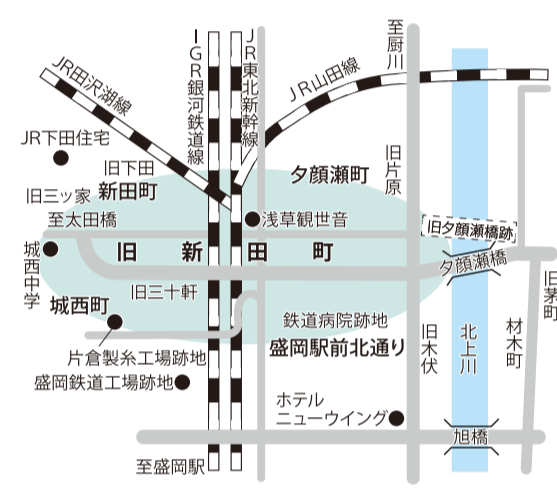 至厨川
IGR銀河鉄道線
JR東北新幹線
JR田沢湖線
JR山田線
JR下田住宅
旧下田
旧三ッ家
新田町
夕顔瀬町
旧片原
至太田橋
浅草観世音
旧夕顔瀬橋跡
城西中学
旧新田町
夕顔瀬橋
旧三十軒
旧茅町
城西町
鉄道病院跡地
旧木伏
北上川
材木町
盛岡駅前北通り
片倉製糸工場跡地
盛岡鉄道工場跡地
ホテル
ニューウイング
旭橋
至盛岡駅